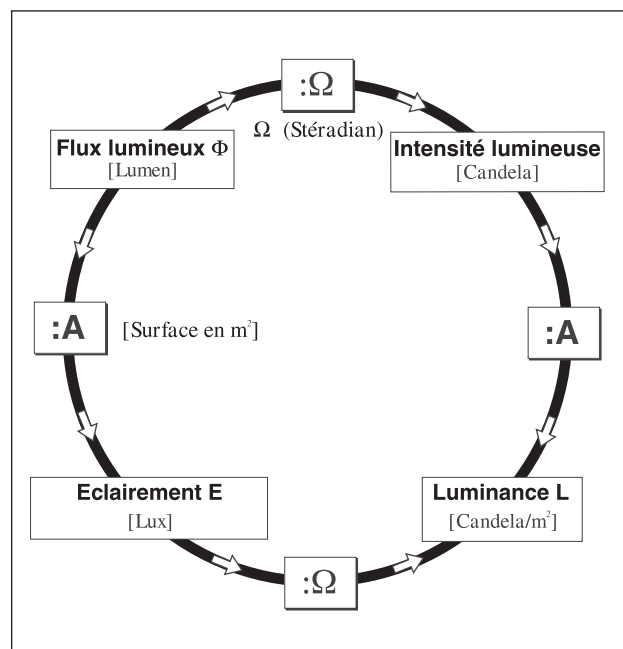 :Ω
Ω (Stéradian)
Flux lumineux Φ
[Lumen]
Intensité lumineuse
[Candela]
:A
[Surface en m²]
:A
Eclairement E
[Lux]
Luminance L
[Candela/m²]
:Ω